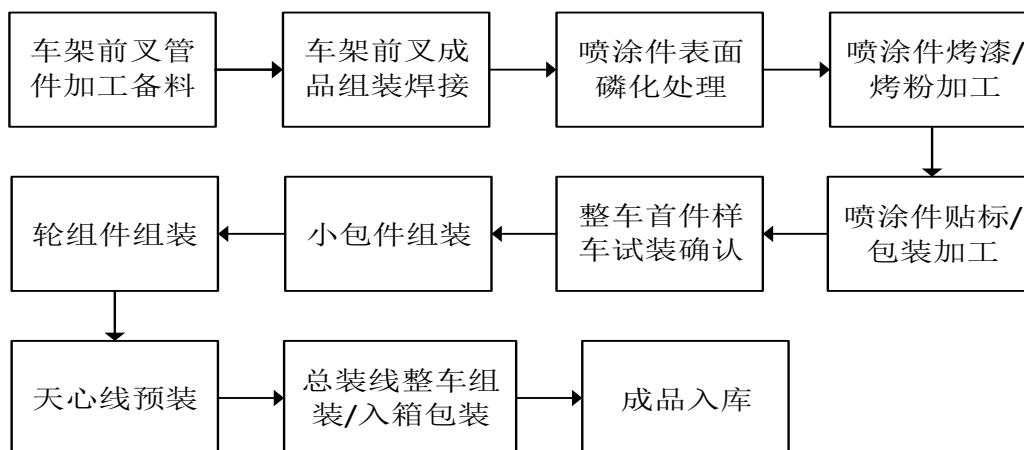 车架前叉管
件加工备料
车架前叉成
品组装焊接
喷涂件表面
磷化处理
喷涂件烤漆/
烤粉加工
喷涂件贴标/
包装加工
整车首件样
车试装确认
小包件组装
轮组件组装
天心线预装
总装线整车组
装/入箱包装
成品入库